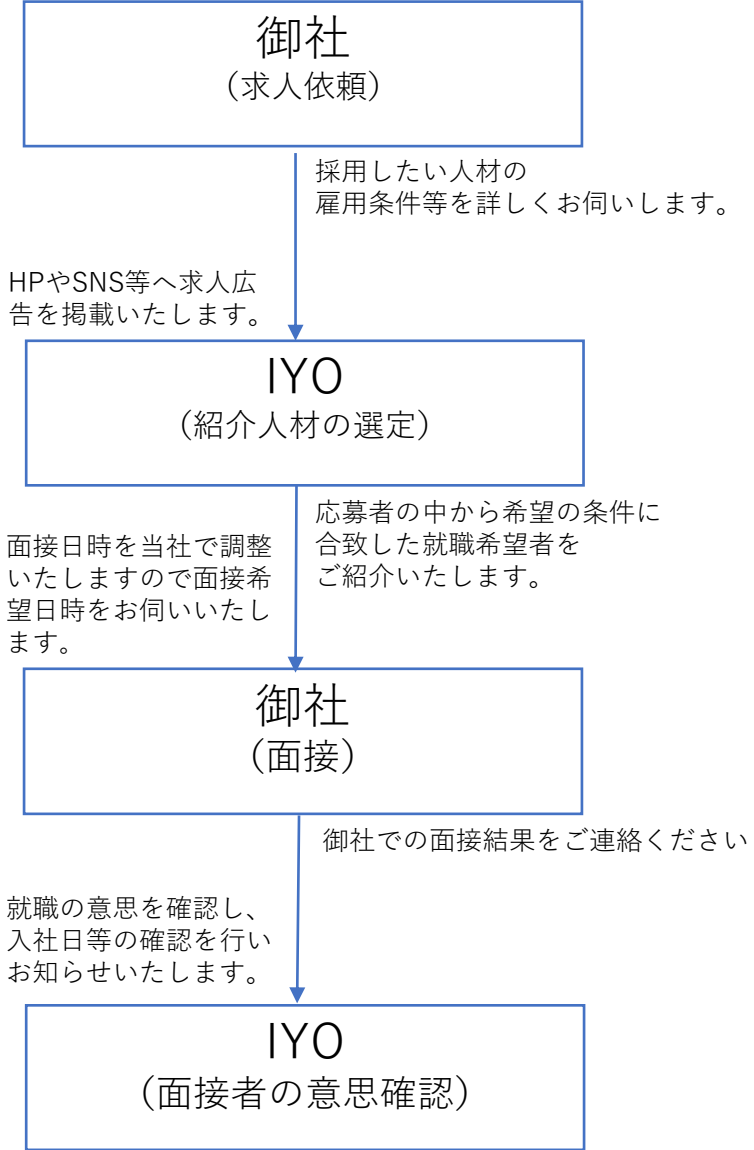 御社
(求人依頼)
採用したい人材の
雇用条件等を詳しくお伺いします。
HPやSNS等へ求人広
告を掲載いたします。
IYO
(紹介人材の選定)
応募者の中から希望の条件に
合致した就職希望者を
ご紹介いたします。
面接日時を当社で調整
いたしますので面接希
望日時をお伺いいたし
ます。
御社
(面接)
御社での面接結果をご連絡ください
就職の意思を確認し、
入社日等の確認を行い
お知らせいたします。
IYO
(面接者の意思確認)